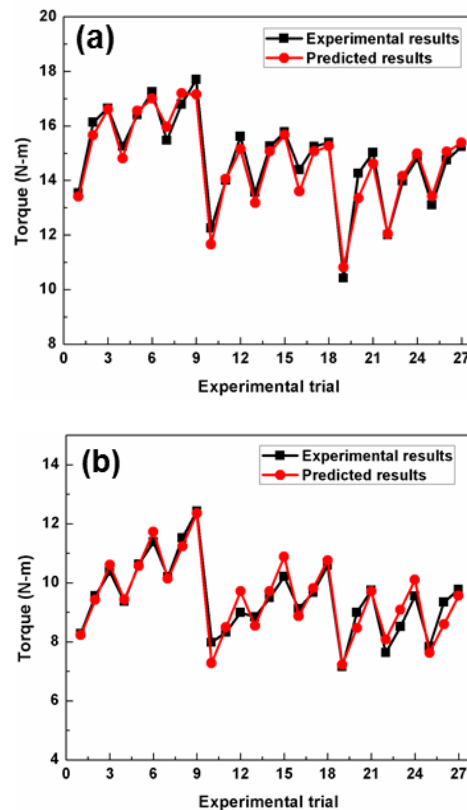 (a)
Experimental results
Predicted results
Torque (N-m)
20
18
16
14
12
10
8
0 3 6 9 12 15 18 21 24 27
Experimental trial
(b)
Experimental results
Predicted results
Torque (N-m)
14
12
10
8
6
4
0 3 6 9 12 15 18 21 24 27
Experimental trial